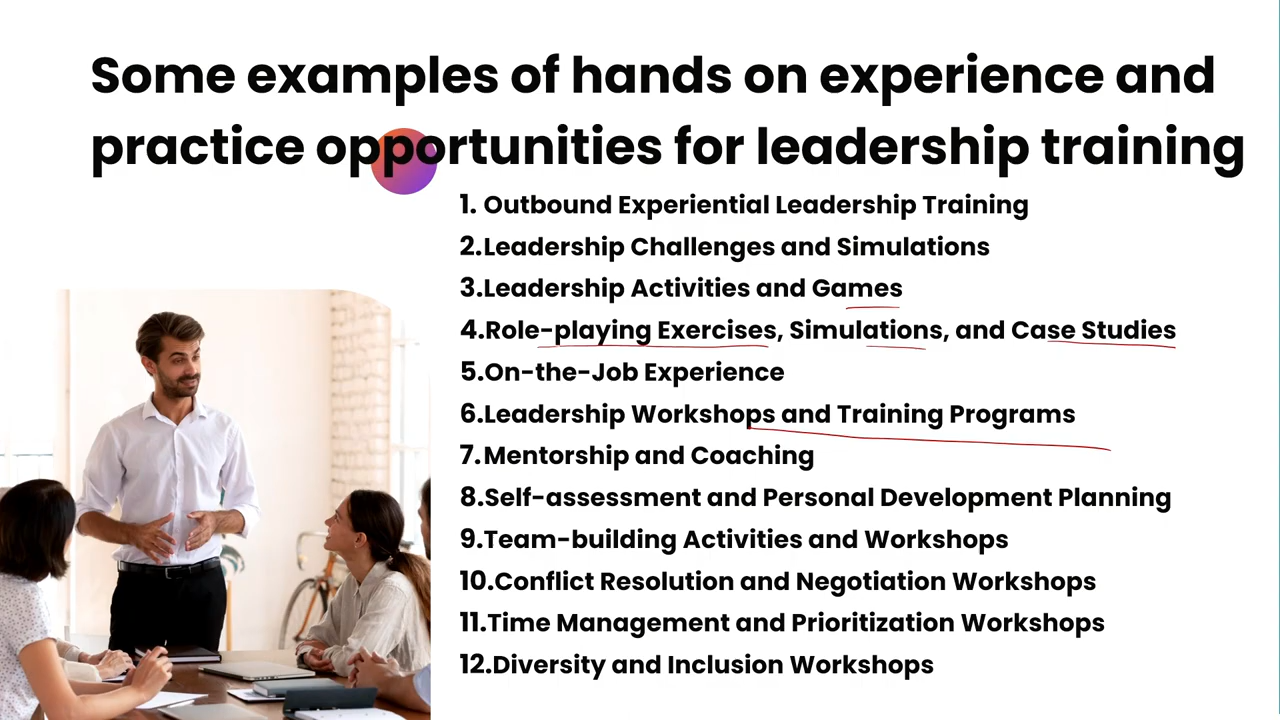 Some examples of hands on experience and
practice opportunities for leadership training
1. Outbound Experiential Leadership Training
2.Leadership Challenges and Simulations
3.Leadership Activities and Games
4.Role-playing Exercises, Simulations, and Case Studies
5.On-the-Job Experience
6.Leadership Workshops and Training Programs
7.Mentorship and Coaching
8.Self-assessment and Personal Development Planning
9.Team-building Activities and Workshops
10.Conflict Resolution and Negotiation Workshops
11.Time Management and Prioritization Workshops
12.Diversity and Inclusion Workshops